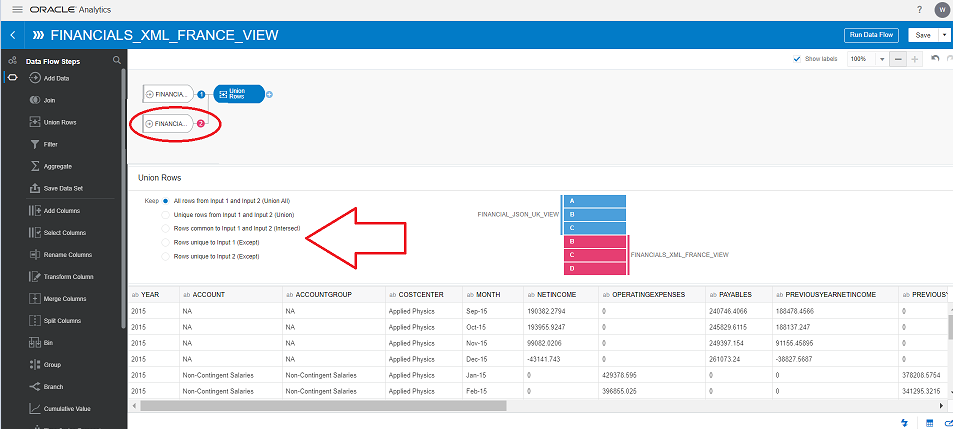 ORACLE Analytics ? W
FINANCIALS_XML_FRANCE_VIEW Run Data Flow Save
Data Flow Steps
Show labels 100%
Add Data
Join
Union Rows
Filter
Aggregate
Save Data Set
Add Columns
Select Columns
Rename Columns
Transform Column
Merge Columns
Split Columns
Bin
Group
Branch
Cumulative Value
FINANCIA... 1 Union Rows
FINANCIA... 2
Union Rows
Keep All rows from Input 1 and Input 2 (Union All)
Unique rows from Input 1 and Input 2 (Union)
Rows common to Input 1 and Input 2 (Intersect)
Rows unique to Input 1 (Except)
Rows unique to Input 2 (Except)
A
FINANCIAL_JSON_UK_VIEW B
C
B
C FINANCIALS_XML_FRANCE_VIEW
D
ab YEAR ab ACCOUNT ab ACCOUNTGROUP ab COSTCENTER ab MONTH ab NETINCOME ab OPERATINGEXPENSES ab PAYABLES ab PREVIOUSYEARNETINCOME ab PREVIOUS
2015 NA NA Applied Physics Sep-15 190382.2794 0 240746.4066 188478.4566 0
2015 NA NA Applied Physics Oct-15 193955.9247 0 245829.6115 188137.247 0
2015 NA NA Applied Physics Nov-15 99082.0206 0 249397.154 91155.45895 0
2015 NA NA Applied Physics Dec-15 -43141.743 0 261073.24 -38827.5687 0
2015 Non-Contingent Salaries Non-Contingent Salaries Applied Physics Jan-15 0 429378.595 0 0 378208.5754
2015 Non-Contingent Salaries Non-Contingent Salaries Applied Physics Feb-15 0 396855.025 0 0 341295.3215